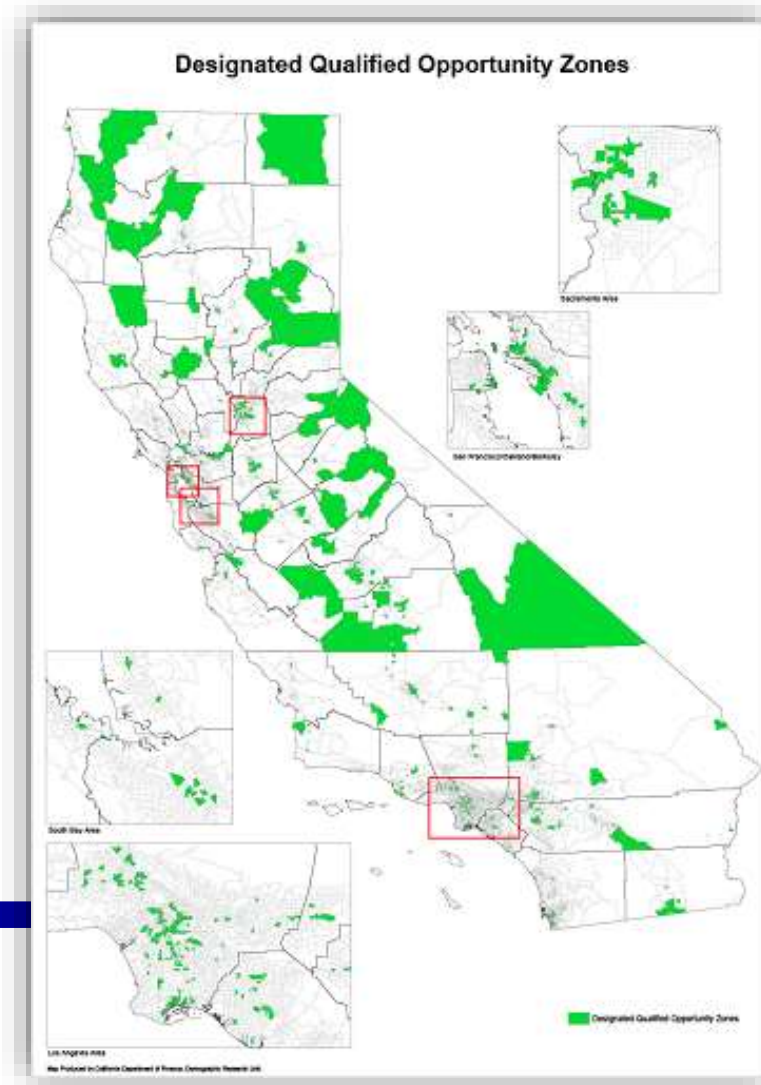 Designated Qualified Opportunity Zones
Sacramento Area
San Francisco/Oakland/Berkeley
South Bay Area
Los Angeles Area
Designated Qualified Opportunity Zones
Map Produced by California Department of Finance, Demographic Research Unit